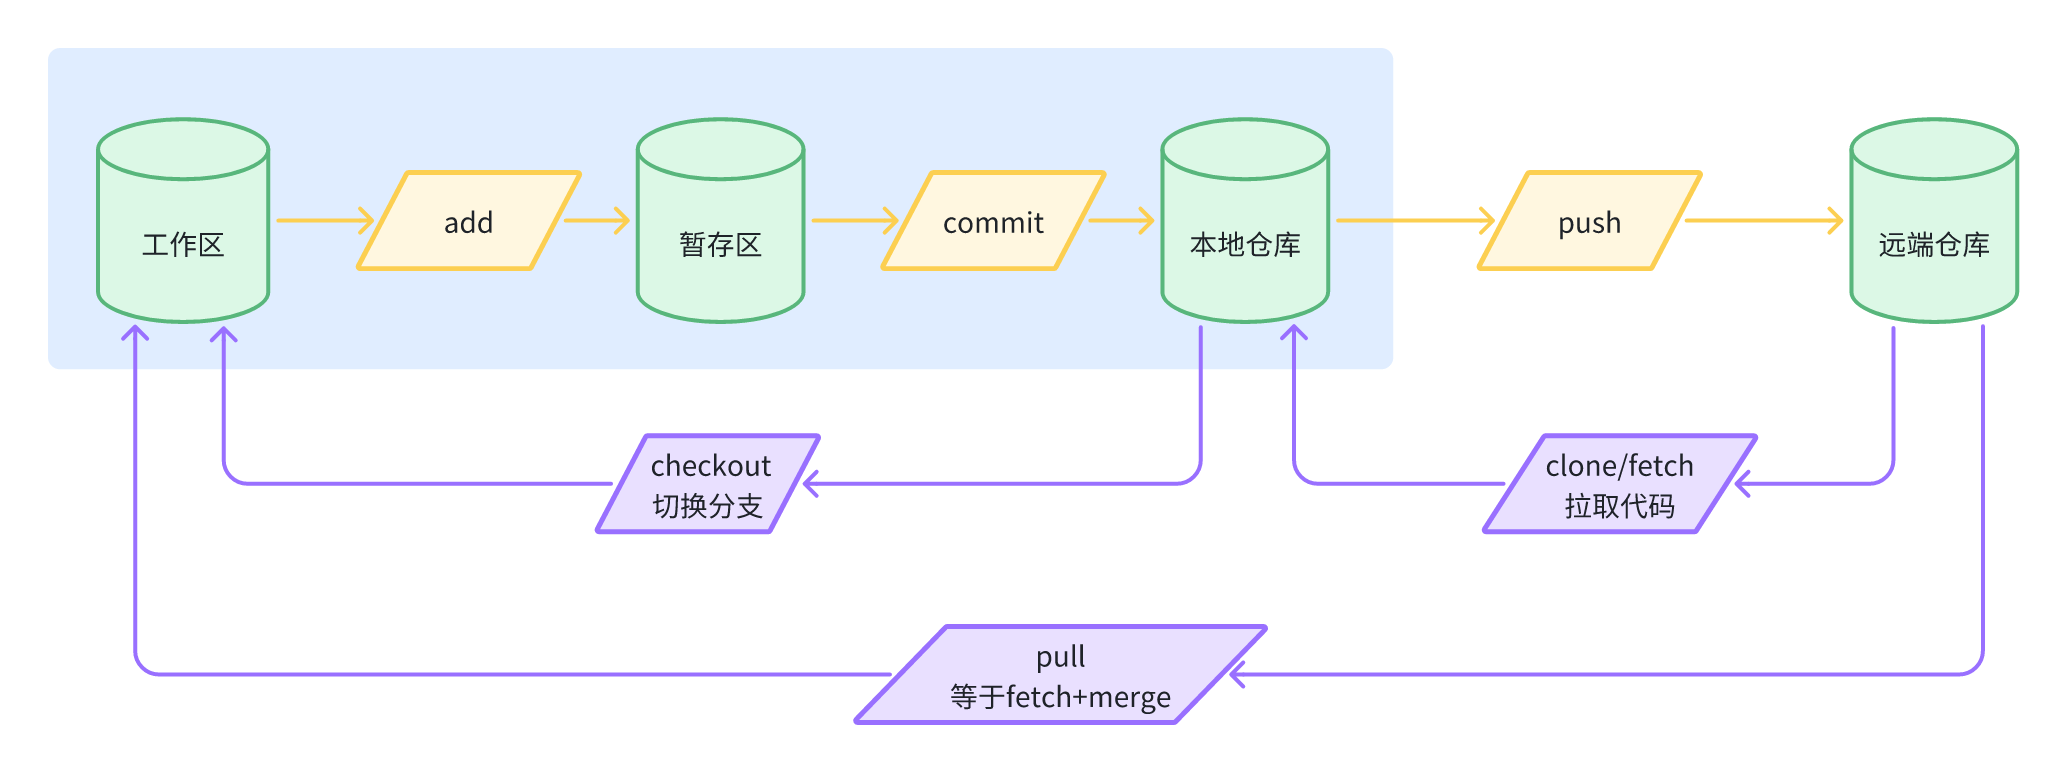 工作区
add
暂存区
commit
本地仓库
push
远端仓库
checkout
切换分支
clone/fetch
拉取代码
pull
等于fetch+merge